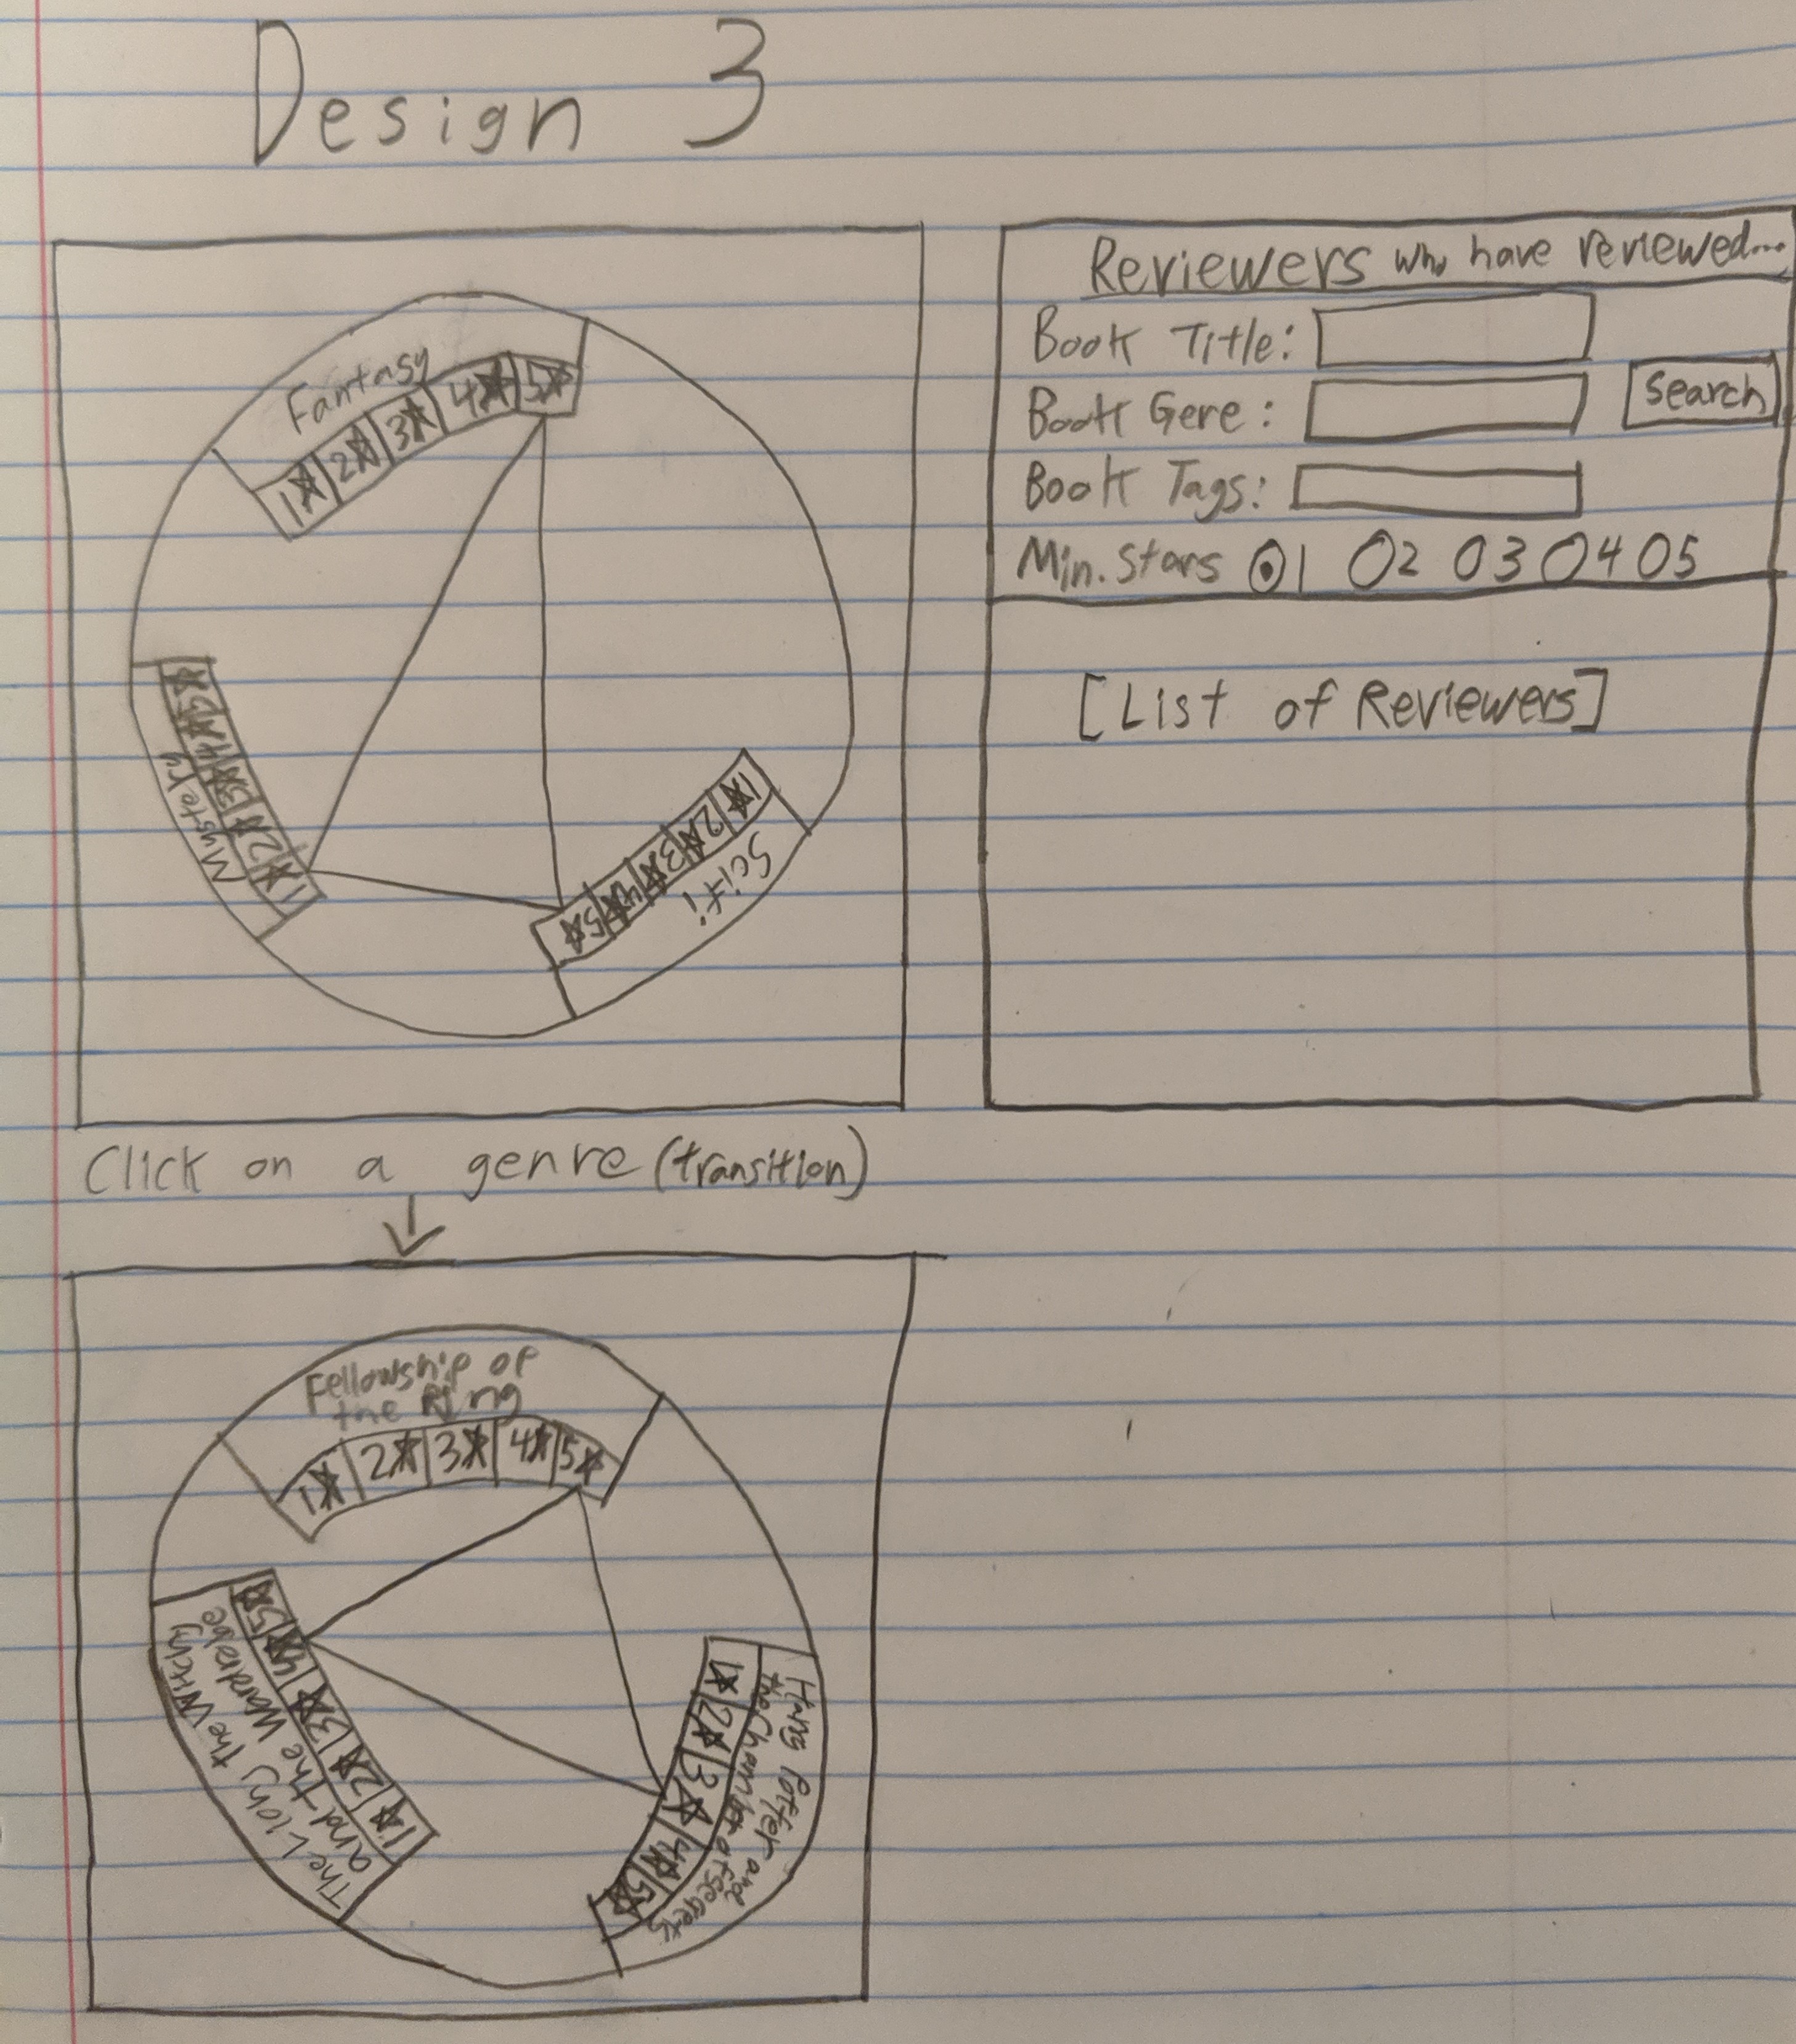 Design 3
Fantasy
1★ 2★ 3★ 4★ 5★
Mystery
1★ 2★ 3★ 4★ 5★
Scifi
1★ 2★ 3★ 4★ 5★
Reviewers who have reviewed...
Book Title:
Book Gere:
Search
Book Tags:
Min. Stars 1 2 3 4 5
[List of Reviewers]
Click on a genre (transition)
Fellowship of
the Ring
1★ 2★ 3★ 4★ 5★
The Lion, the Witch,
and the Wardrobe
1★ 2★ 3★ 4★ 5★
Harry Potter and
the Chamber of Secrets
1★ 2★ 3★ 4★ 5★